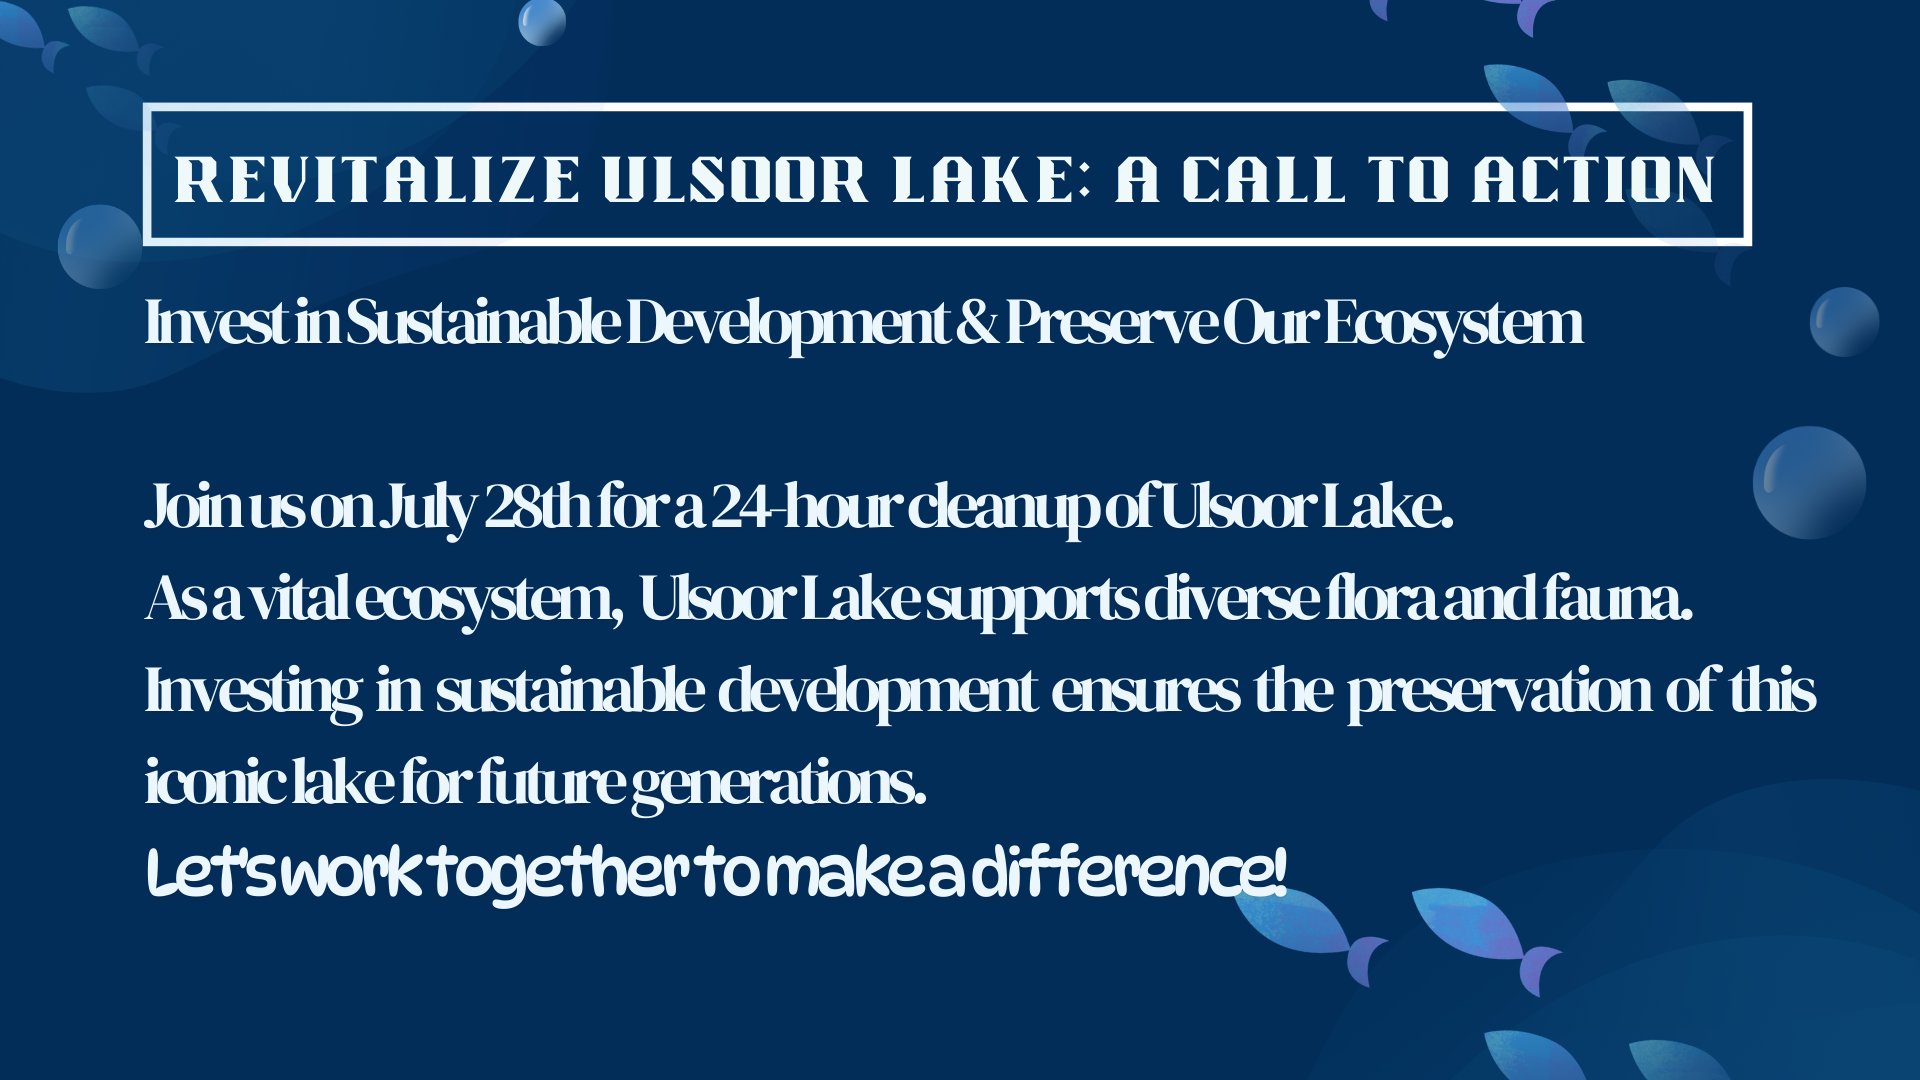 REVITALIZE ULSOOR LAKE: A CALL TO ACTION
Invest in Sustainable Development & Preserve Our Ecosystem
Join us on July 28th for a 24-hour cleanup of Ulsoor Lake.
As a vital ecosystem, Ulsoor Lake supports diverse flora and fauna.
Investing in sustainable development ensures the preservation of this
iconic lake for future generations.
Let's work together to make a difference!